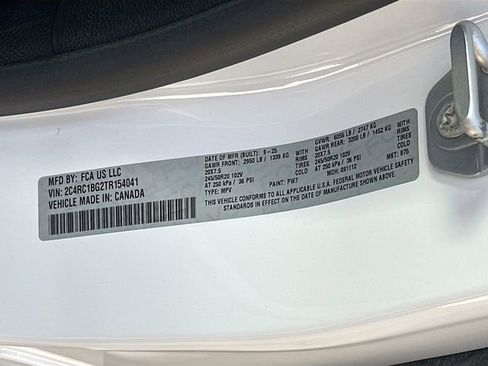 MFD BY: FCA US LLC
VIN: 2C4RC1BG2TR154041
VEHICLE MADE IN: CANADA
DATE OF MFR (BUILT): 9-25
GAWR FRONT: 2950 LB / 1339 KG
20X7.5
245/50R20 102V
AT 250 kPa / 36 PSI
TYPE: MPV
GVWR: 6055 LB / 2747 KG
GAWR REAR: 3200 LB / 1452 KG
RIMS 20X7.5
TIRES 245/50R20 102V
COLD AT 250 kPa / 36 PSI
PAINT: PW7
MDH: 091112
MKT: 875
THIS VEHICLE CONFORMS TO ALL APPLICABLE U.S.A. FEDERAL MOTOR VEHICLE SAFETY
STANDARDS IN EFFECT ON THE DATE OF MANUFACTURE SHOWN ABOVE